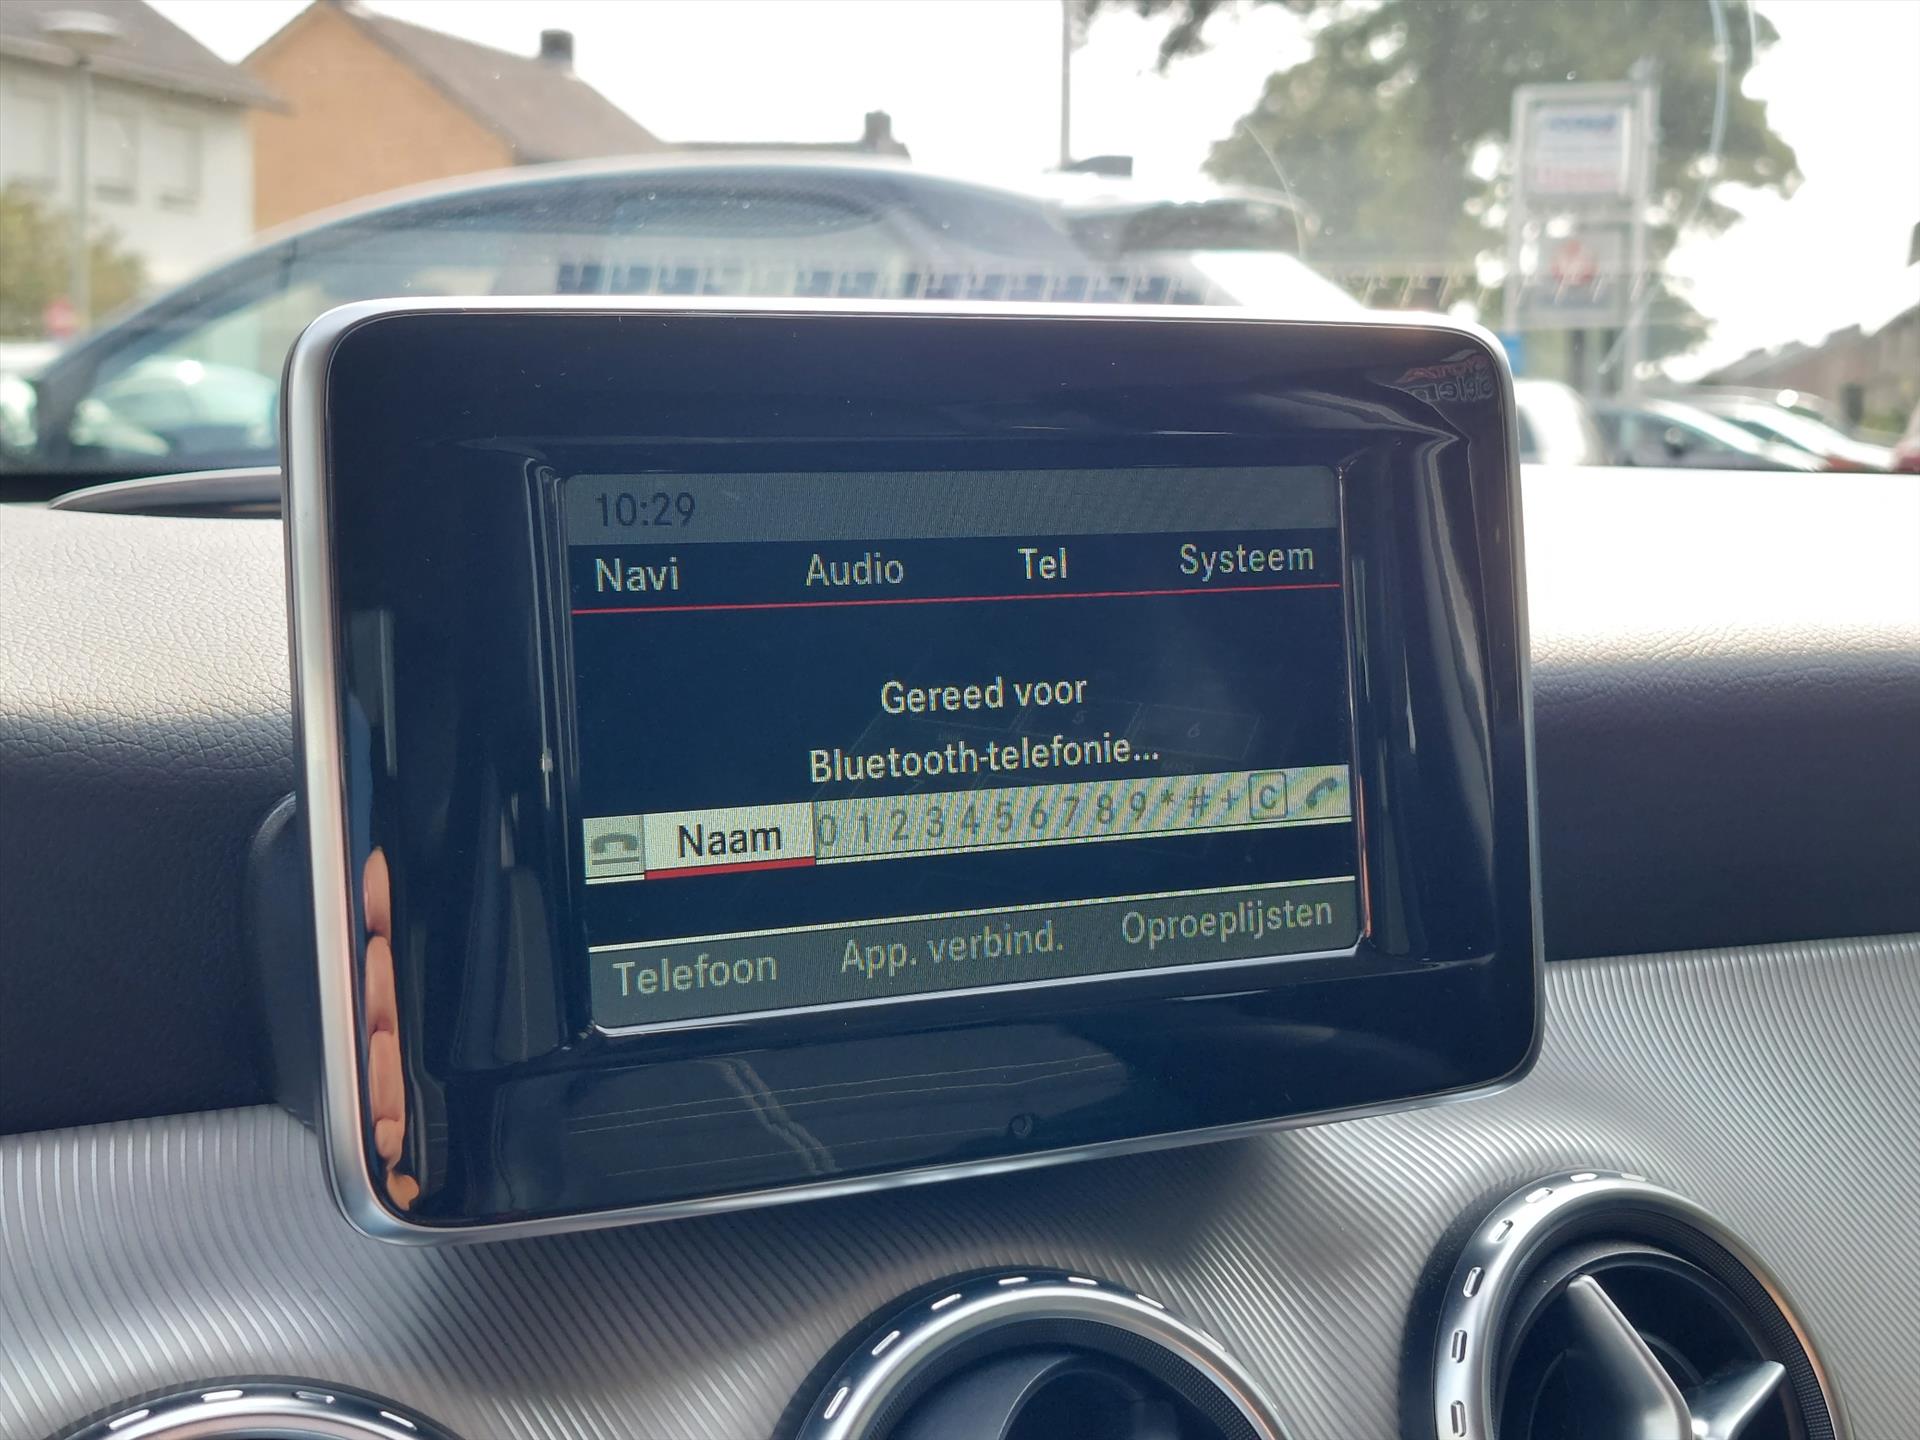 10:29
Navi Audio Tel Systeem
Gereed voor
Bluetooth-telefonie...
Naam 0 1 2 3 4 5 6 7 8 9 * # + C
Telefoon App. verbind. Oproeplijsten